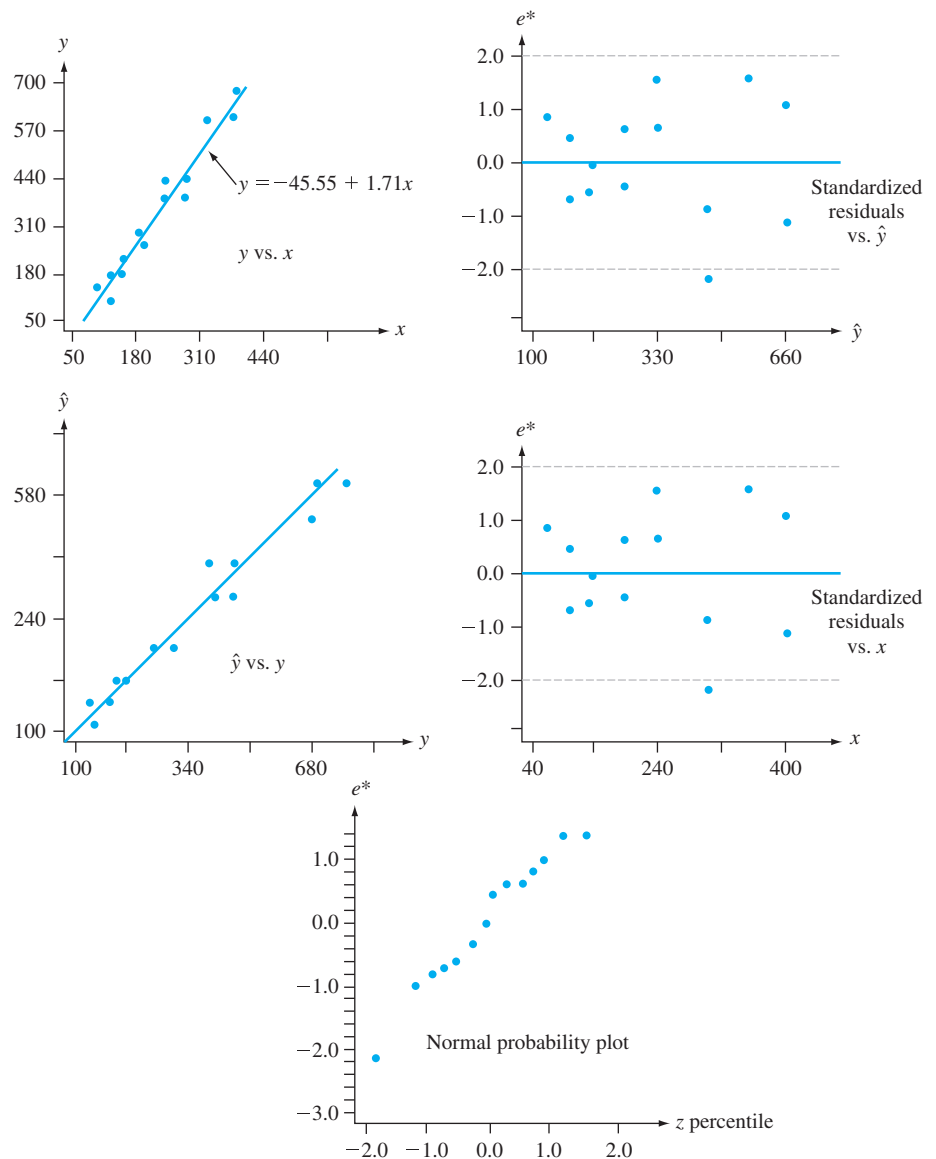 y
700
570
440
310
180
50
y = −45.55 + 1.71x
y vs. x
50 180 310 440
x
e*
2.0
1.0
0.0
−1.0
−2.0
Standardized
residuals
vs. ŷ
100 330 660
ŷ
ŷ
580
240
100
ŷ vs. y
100 340 680
y
e*
2.0
1.0
0.0
−1.0
−2.0
Standardized
residuals
vs. x
40 240 400
x
e*
1.0
0.0
−1.0
−2.0
−3.0
Normal probability plot
−2.0 −1.0 0.0 1.0 2.0
z percentile